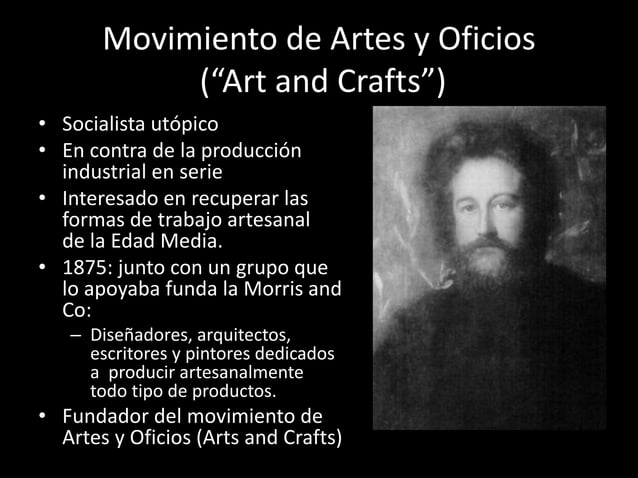 Movimiento de Artes y Oficios
(“Art and Crafts”)
• Socialista utópico
• En contra de la producción
industrial en serie
• Interesado en recuperar las
formas de trabajo artesanal
de la Edad Media.
• 1875: junto con un grupo que
lo apoyaba funda la Morris and
Co:
– Diseñadores, arquitectos,
escritores y pintores dedicados
a  producir artesanalmente
todo tipo de productos.
• Fundador del movimiento de
Artes y Oficios (Arts and Crafts)